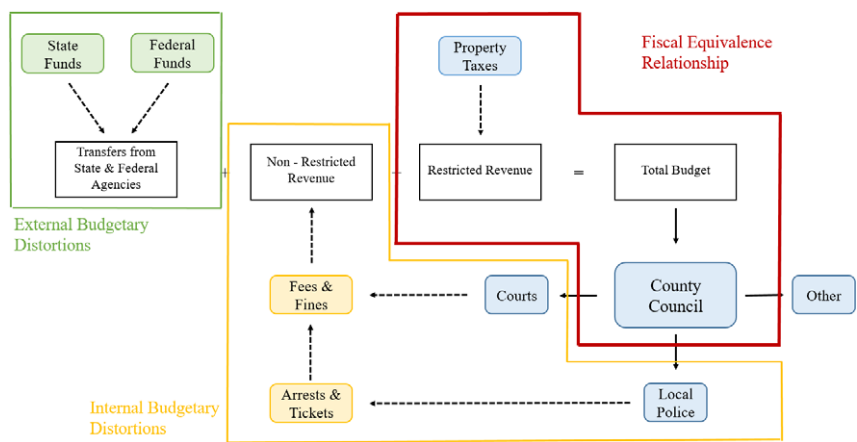 State
Funds
Federal
Funds
Property
Taxes
Fiscal Equivalence
Relationship
Transfers from
State & Federal
Agencies
+
Non - Restricted
Revenue
+
Restricted Revenue
=
Total Budget
External Budgetary
Distortions
Fees &
Fines
Courts
County
Council
Other
Internal Budgetary
Distortions
Arrests &
Tickets
Local
Police